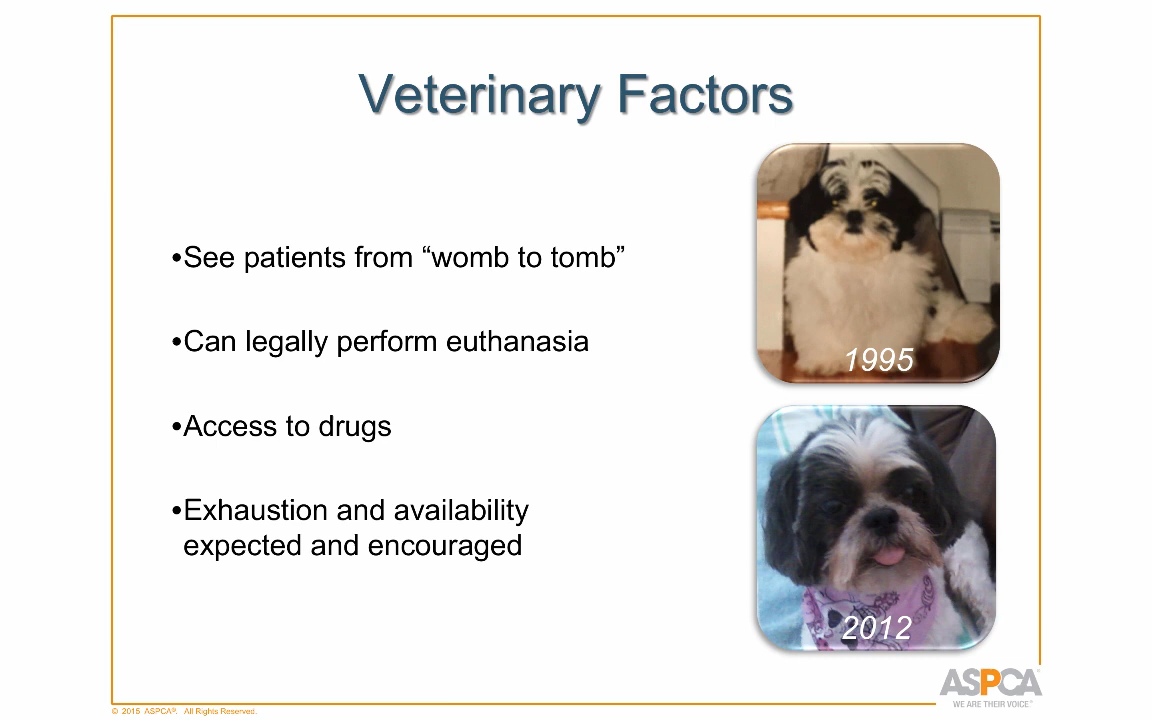 Veterinary Factors
•See patients from “womb to tomb”
•Can legally perform euthanasia
•Access to drugs
•Exhaustion and availability
expected and encouraged
1995
2012
ASPCA®
WE ARE THEIR VOICE®
© 2015 ASPCA®. All Rights Reserved.